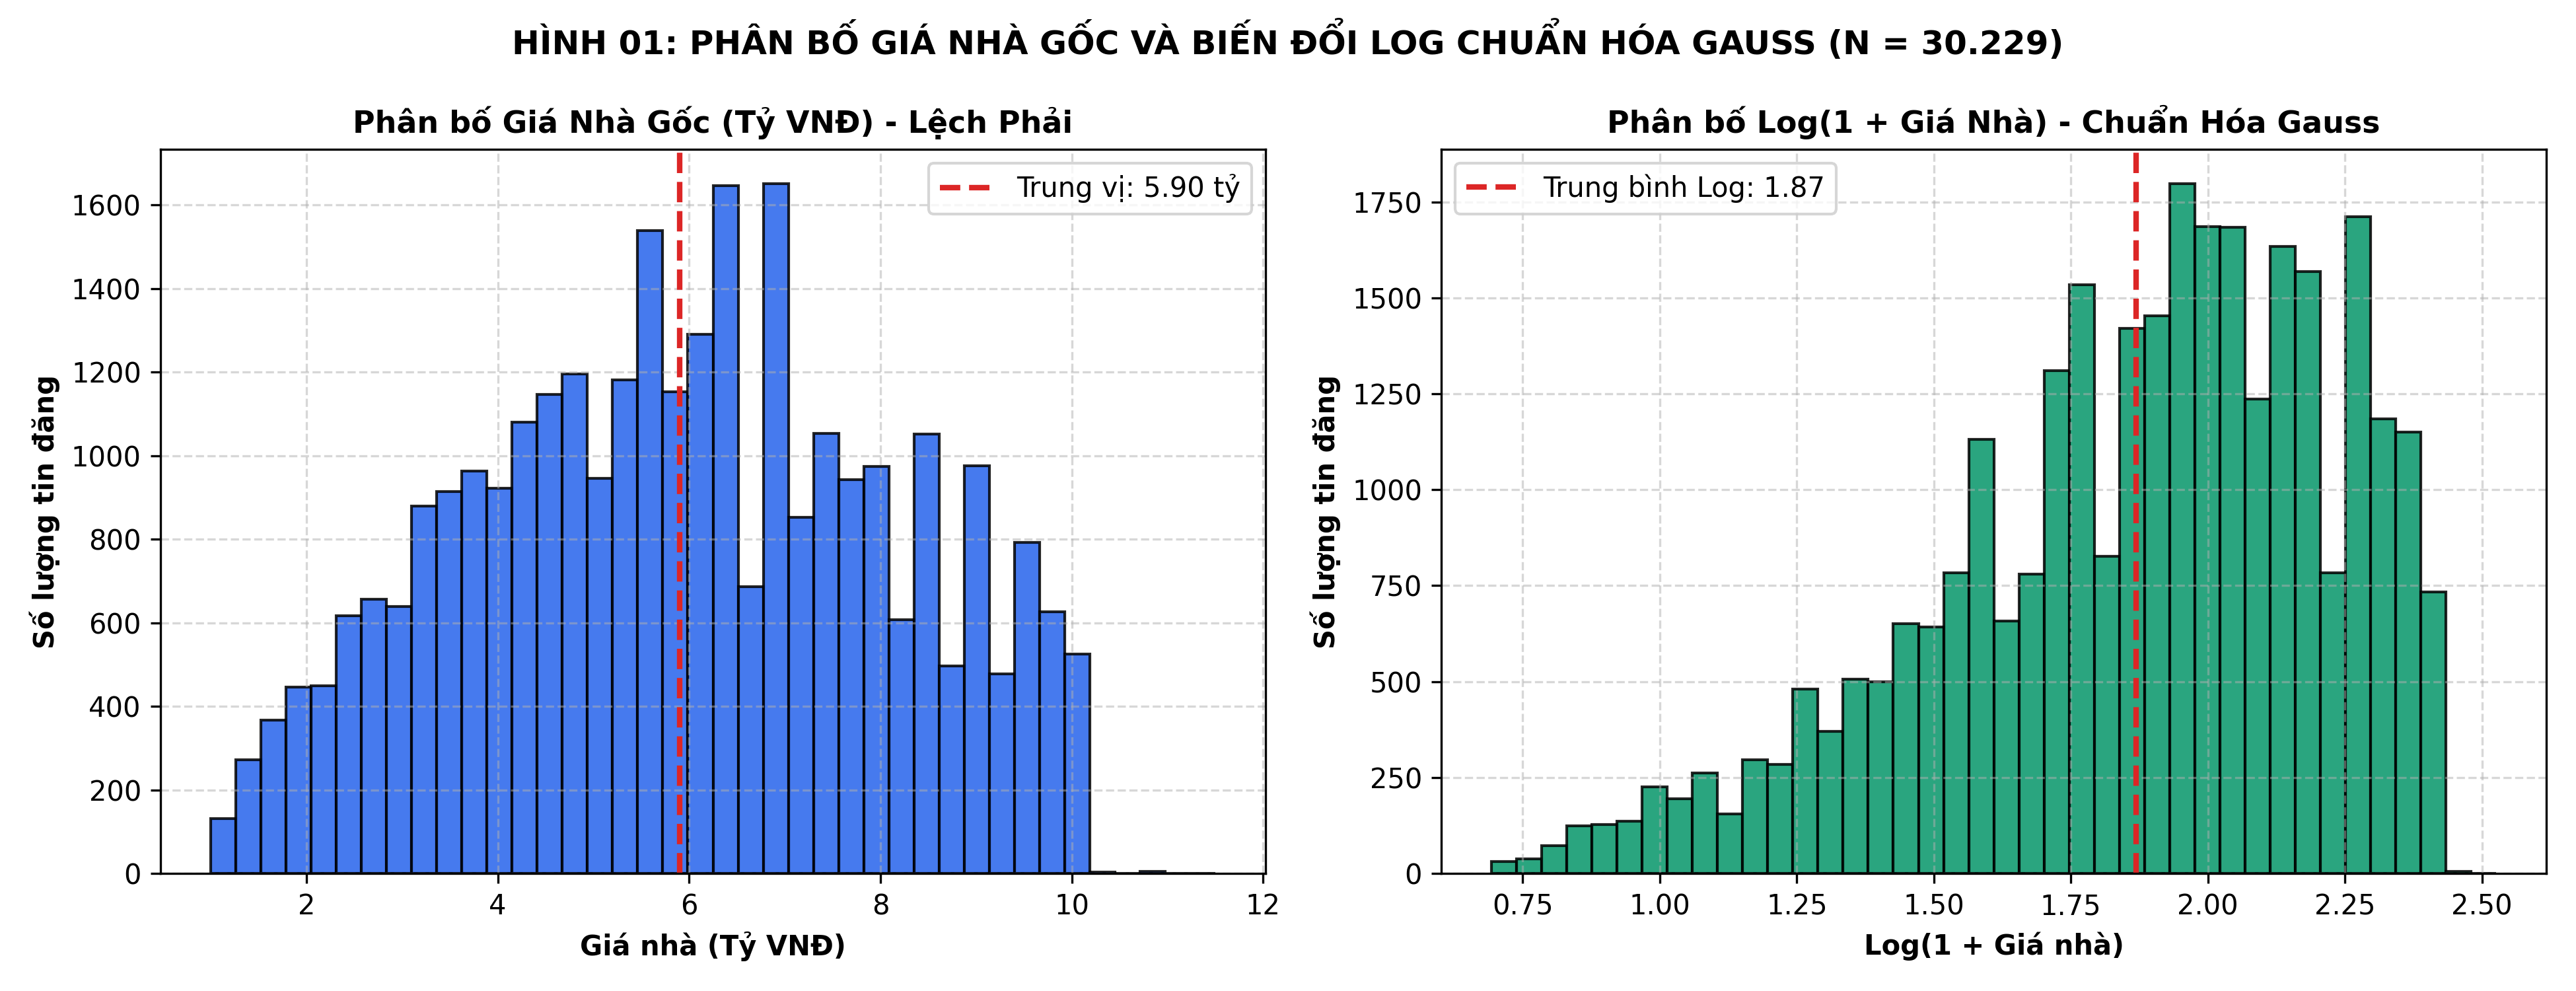 HÌNH 01: PHÂN BỐ GIÁ NHÀ GỐC VÀ BIẾN ĐỔI LOG CHUẨN HÓA GAUSS (N = 30.229)
Phân bố Giá Nhà Gốc (Tỷ VNĐ) - Lệch Phải
Trung vị: 5.90 tỷ
Số lượng tin đăng
1600
1400
1200
1000
800
600
400
200
0
2 4 6 8 10 12
Giá nhà (Tỷ VNĐ)
Phân bố Log(1 + Giá Nhà) - Chuẩn Hóa Gauss
Trung bình Log: 1.87
Số lượng tin đăng
1750
1500
1250
1000
750
500
250
0
0.75 1.00 1.25 1.50 1.75 2.00 2.25 2.50
Log(1 + Giá nhà)